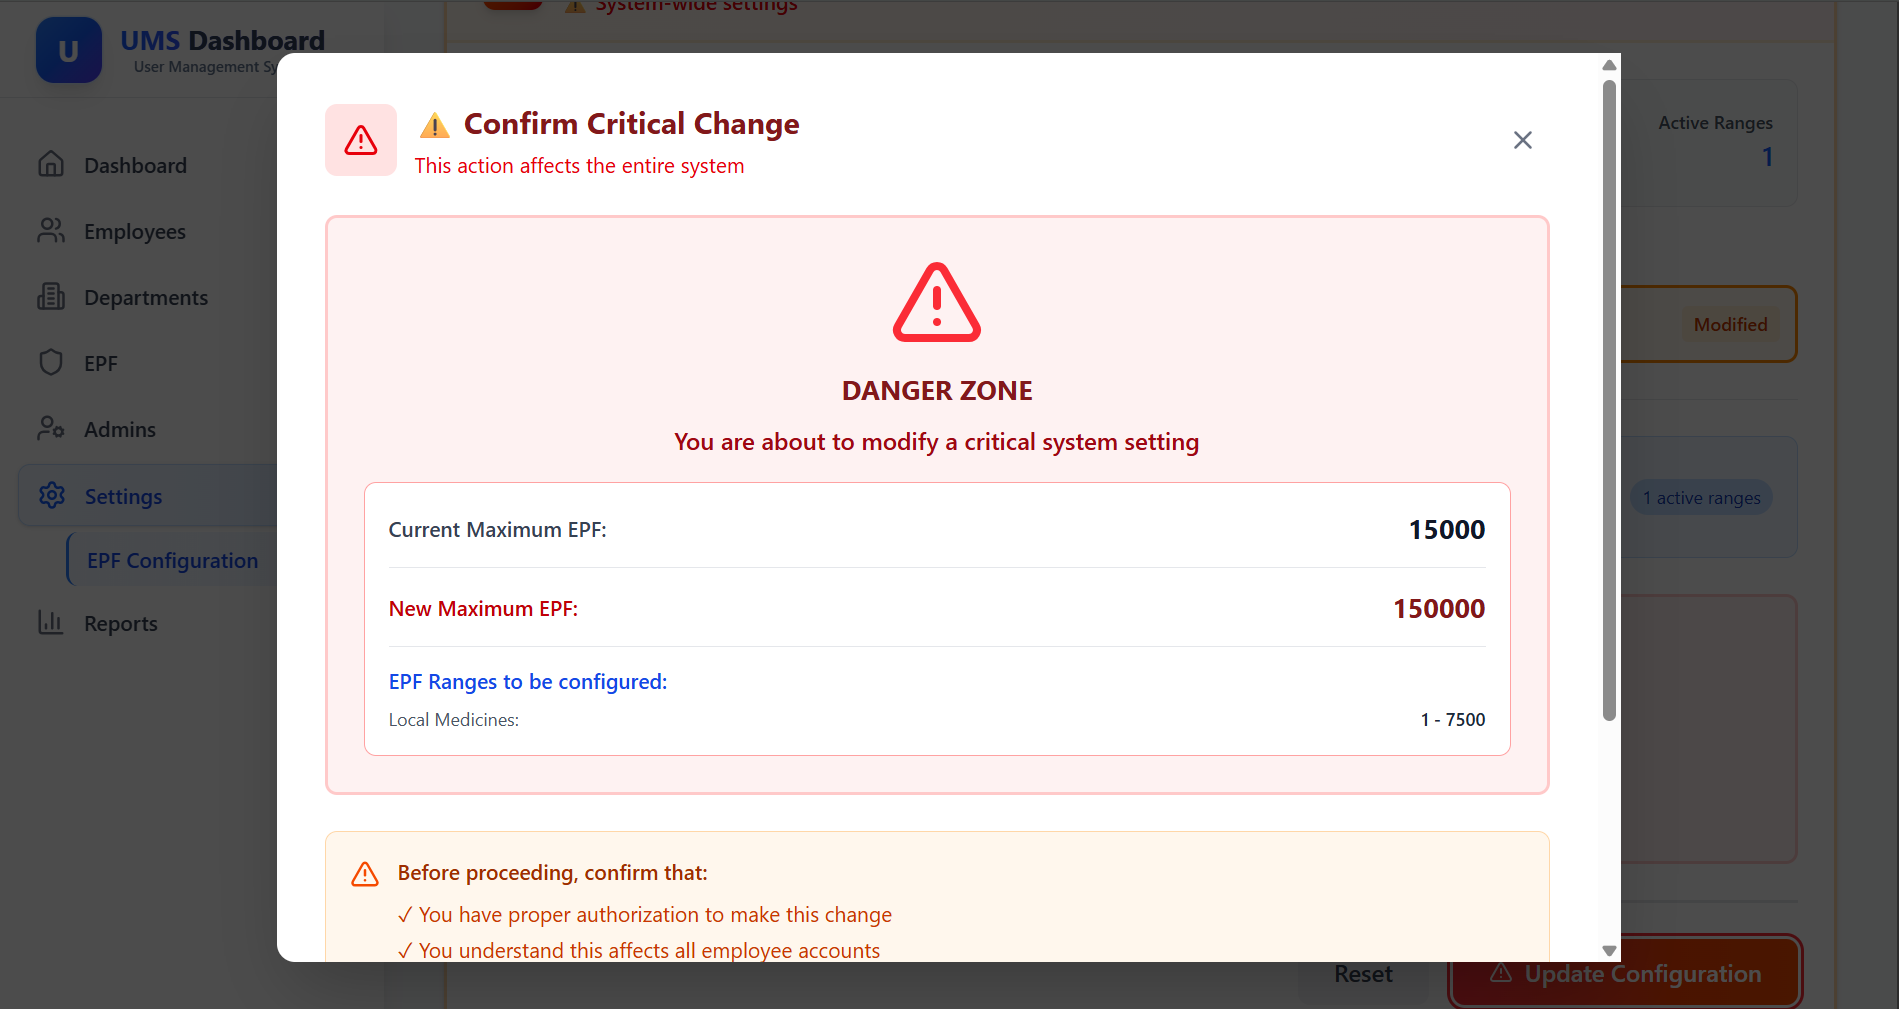 System-wide settings
U
UMS Dashboard
User Management Sy
Dashboard
Employees
Departments
EPF
Admins
Settings
EPF Configuration
Reports
Confirm Critical Change
This action affects the entire system
DANGER ZONE
You are about to modify a critical system setting
Current Maximum EPF: 15000
New Maximum EPF: 150000
EPF Ranges to be configured:
Local Medicines: 1 - 7500
Before proceeding, confirm that:
✓ You have proper authorization to make this change
✓ You understand this affects all employee accounts
Active Ranges
1
Modified
1 active ranges
Reset
Update Configuration